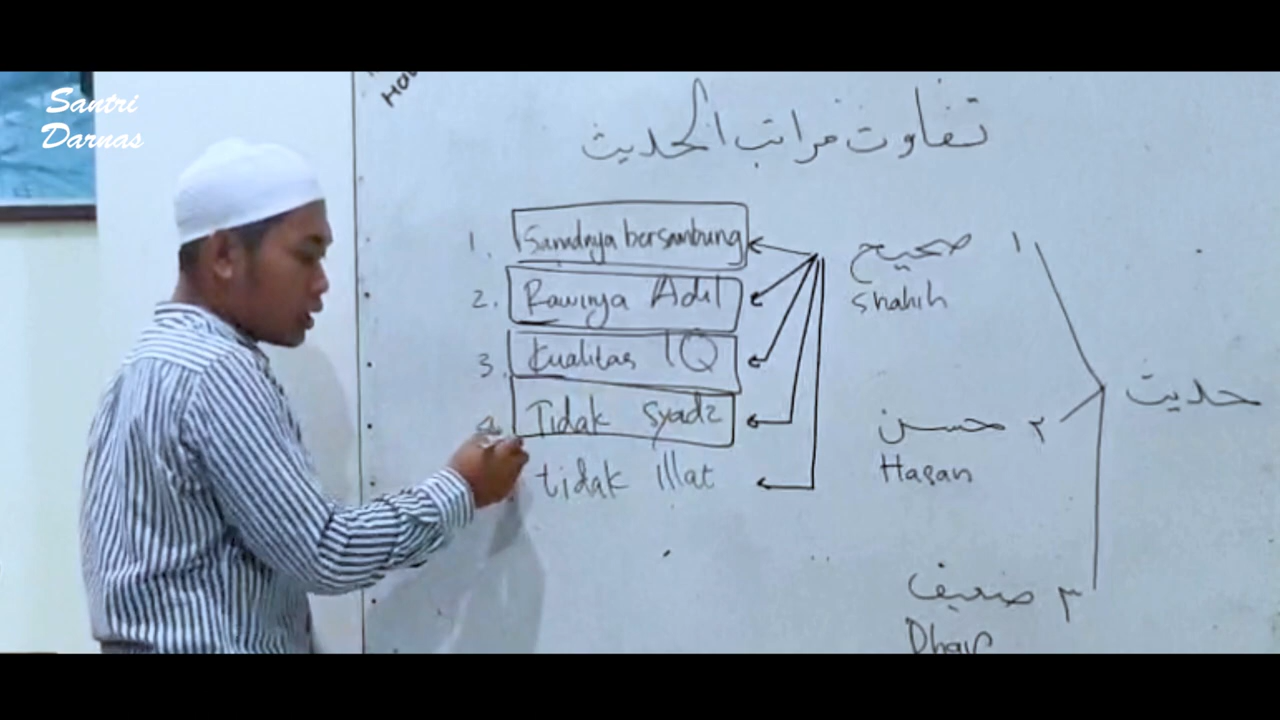 Santri
Darnas
تفاوت مراتب الحديث
1. Sanadnya bersambung
2. Rawinya Adil
3. Kualitas IQ
4. Tidak Syadz
tidak Illat
١ صحيح
shahih
٢ حسن
Hasan
٣ ضعيف
Dhaif
حديث